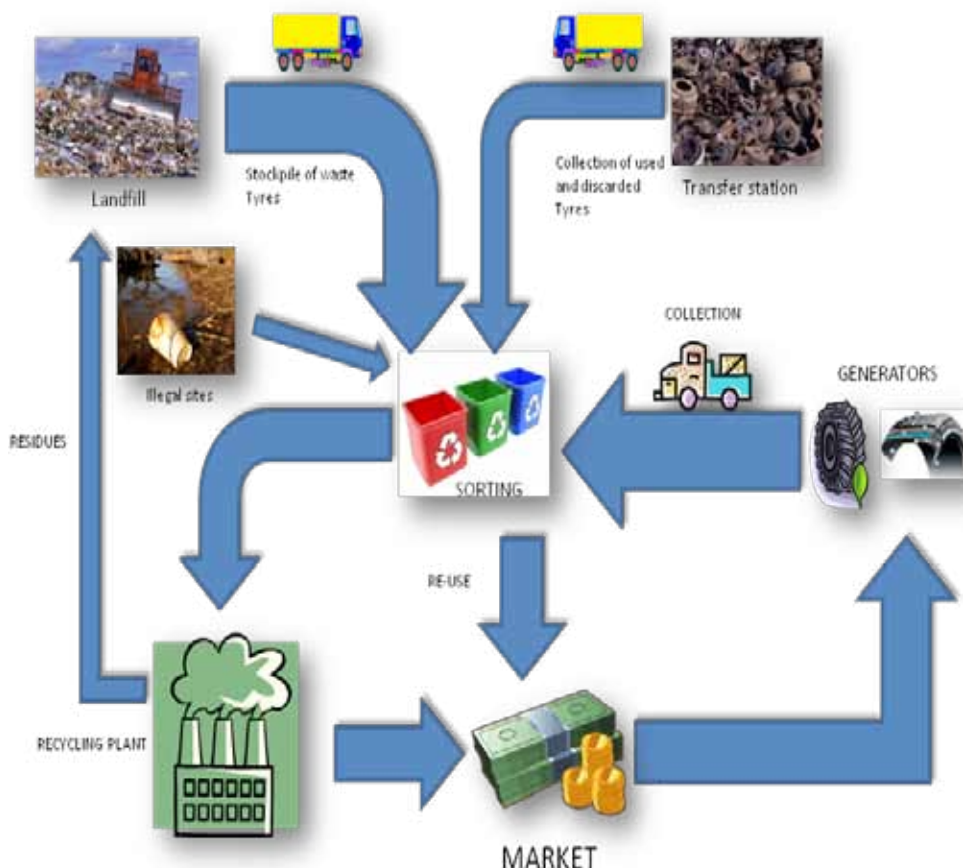 Stockpile of waste
Tyres
Collection of used
and discarded
Tyres
Landfill
Transfer station
COLLECTION
GENERATORS
Illegal sites
RESIDUES
SORTING
RE-USE
RECYCLING PLANT
MARKET